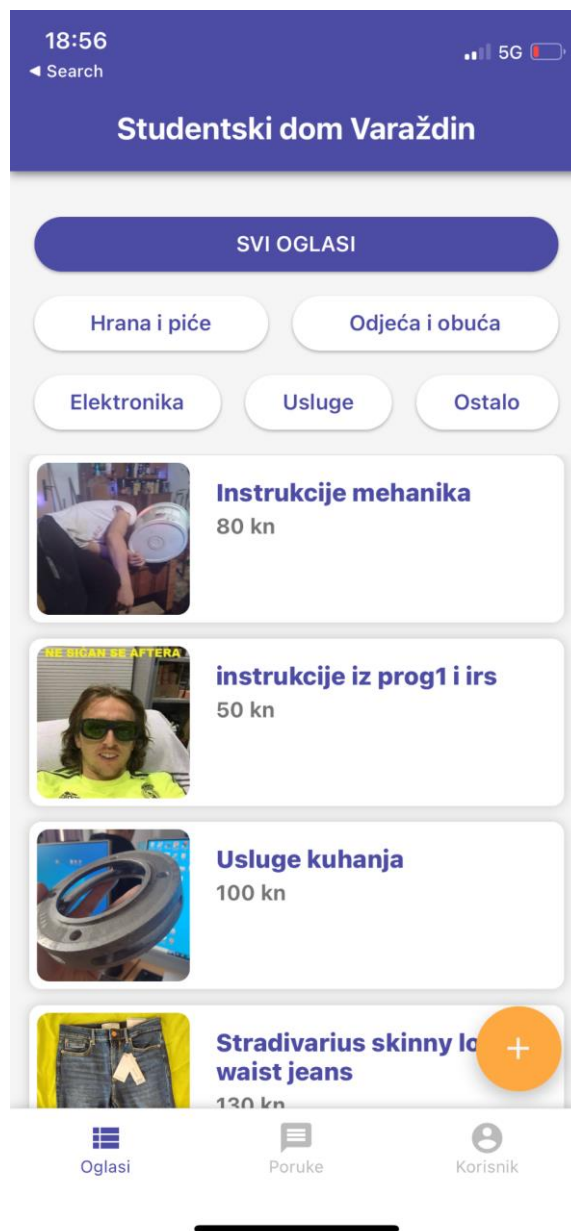 18:56
5G
◄ Search
Studentski dom Varaždin
SVI OGLASI
Hrana i piće
Odjeća i obuća
Elektronika
Usluge
Ostalo
Instrukcije mehanika
80 kn
NE SIĆAN SE AFTERA
instrukcije iz prog1 i irs
50 kn
Usluge kuhanja
100 kn
Stradivarius skinny
waist jeans
130 kn
+
Oglasi
Poruke
Korisnik